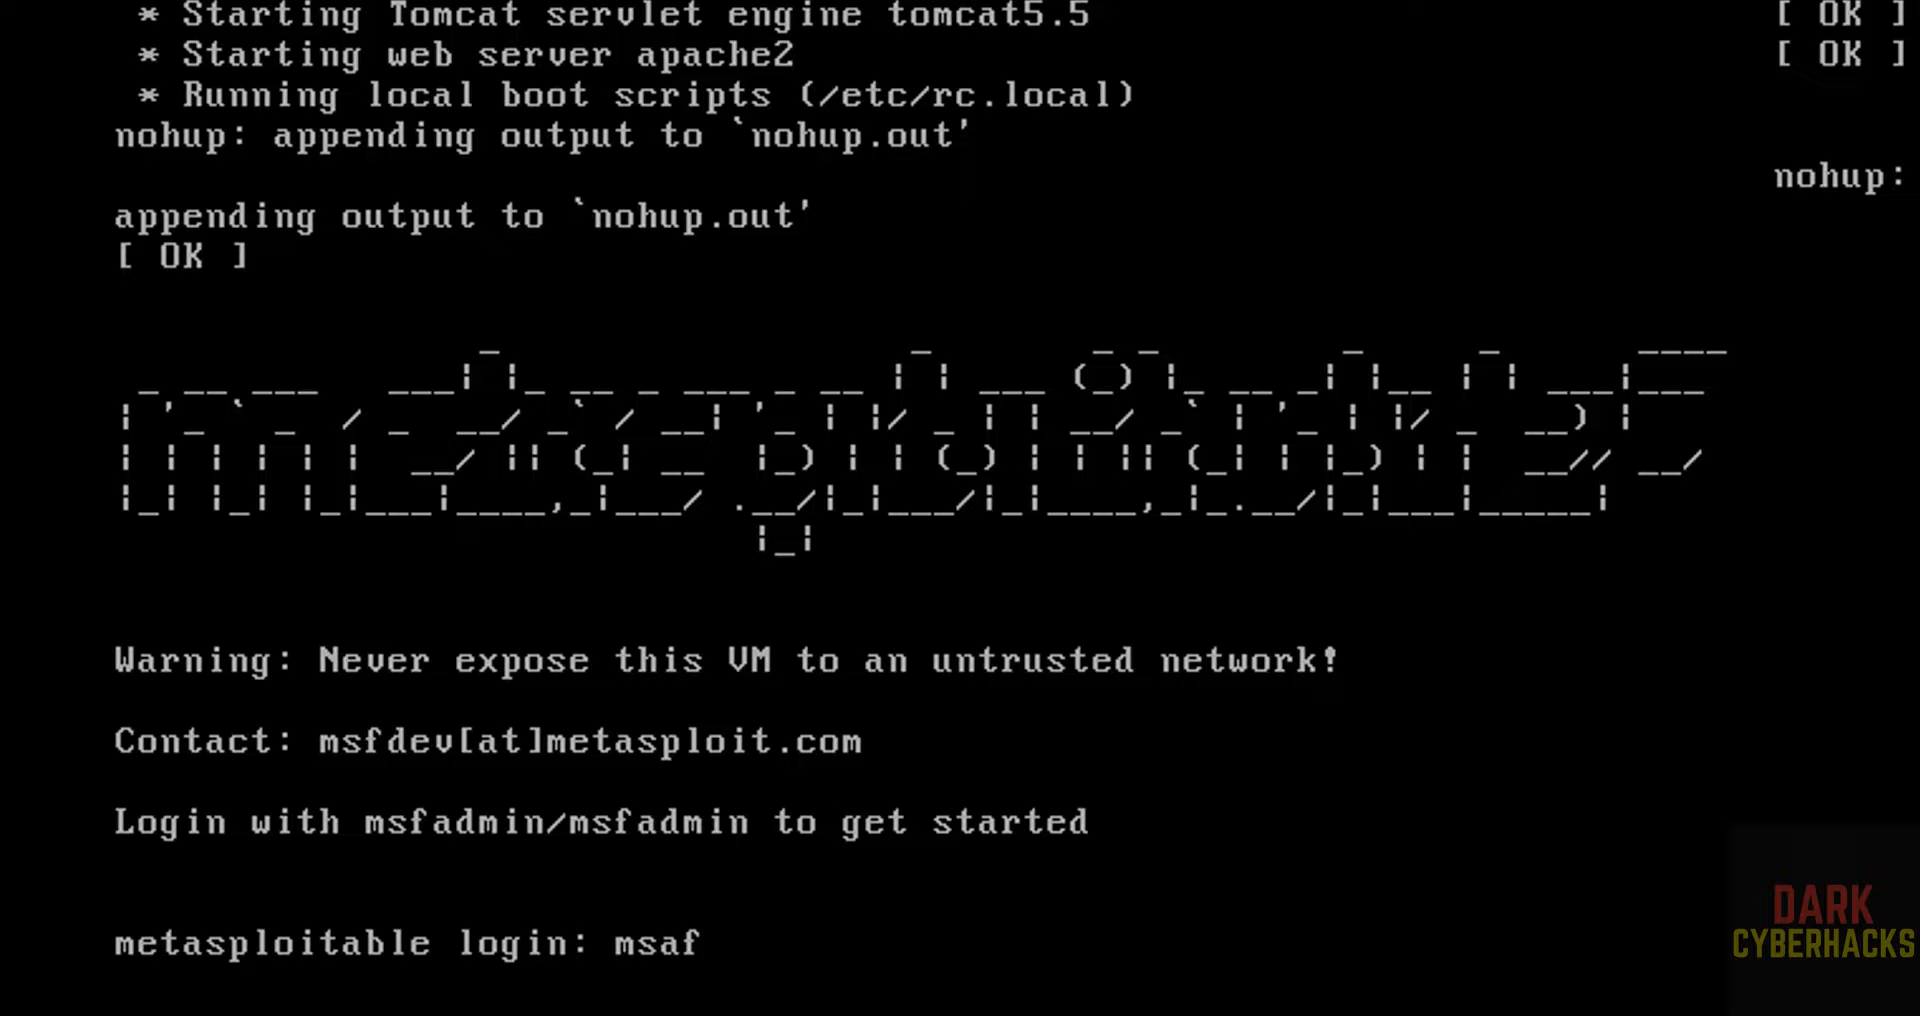 * Starting Tomcat servlet engine tomcat5.5 [ OK ]
* Starting web server apache2 [ OK ]
* Running local boot scripts (/etc/rc.local)
nohup: appending output to `nohup.out'
nohup:
appending output to `nohup.out'
[ OK ]
metasploitable2
Warning: Never expose this VM to an untrusted network!
Contact: msfdev[at]metasploit.com
Login with msfadmin/msfadmin to get started
metasploitable login: msaf
DARK
CYBERHACKS